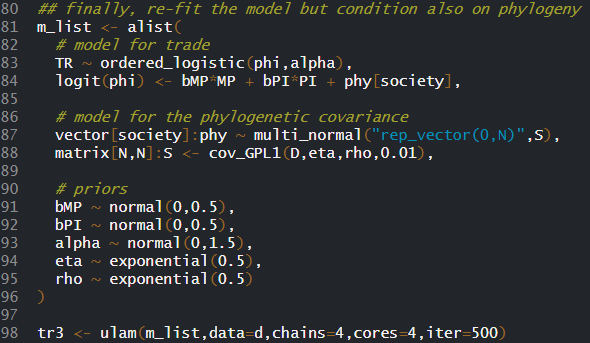 80 ## finally, re-fit the model but condition also on phylogeny
81 m_list <- alist(
82   # model for trade
83   TR ~ ordered_logistic(phi,alpha),
84   logit(phi) <- bMP*MP + bPI*PI + phy[society],
85
86   # model for the phylogenetic covariance
87   vector[society]:phy ~ multi_normal("rep_vector(0,N)",S),
88   matrix[N,N]:S <- cov_GPL1(D,eta,rho,0.01),
89
90   # priors
91   bMP ~ normal(0,0.5),
92   bPI ~ normal(0,0.5),
93   alpha ~ normal(0,1.5),
94   eta ~ exponential(0.5),
95   rho ~ exponential(0.5)
96 )
97
98 tr3 <- ulam(m_list,data=d,chains=4,cores=4,iter=500)